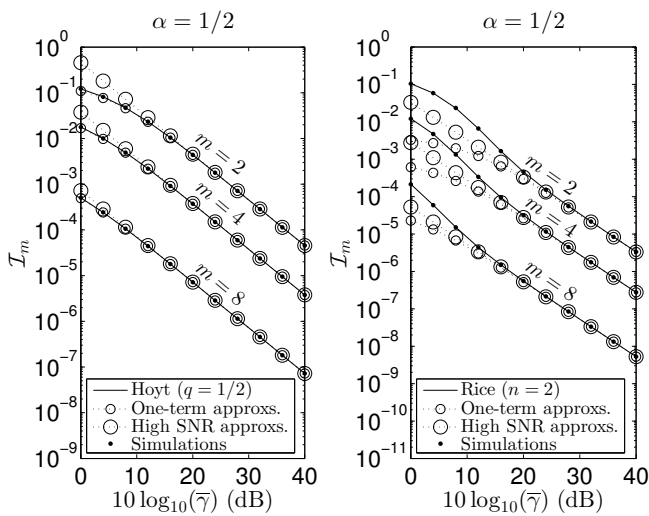 α = 1/2
10^0
10^-1
10^-2
10^-3
10^-4
10^-5
10^-6
10^-7
10^-8
10^-9
I_m
m = 2
m = 4
m = 8
Hoyt (q = 1/2)
One-term approxs.
High SNR approxs.
Simulations
0 10 20 30 40
10 log10(γ̅) (dB)
α = 1/2
10^0
10^-1
10^-2
10^-3
10^-4
10^-5
10^-6
10^-7
10^-8
10^-9
10^-10
10^-11
I_m
m = 2
m = 4
m = 8
Rice (n = 2)
One-term approxs.
High SNR approxs.
Simulations
0 10 20 30 40
10 log10(γ̅) (dB)